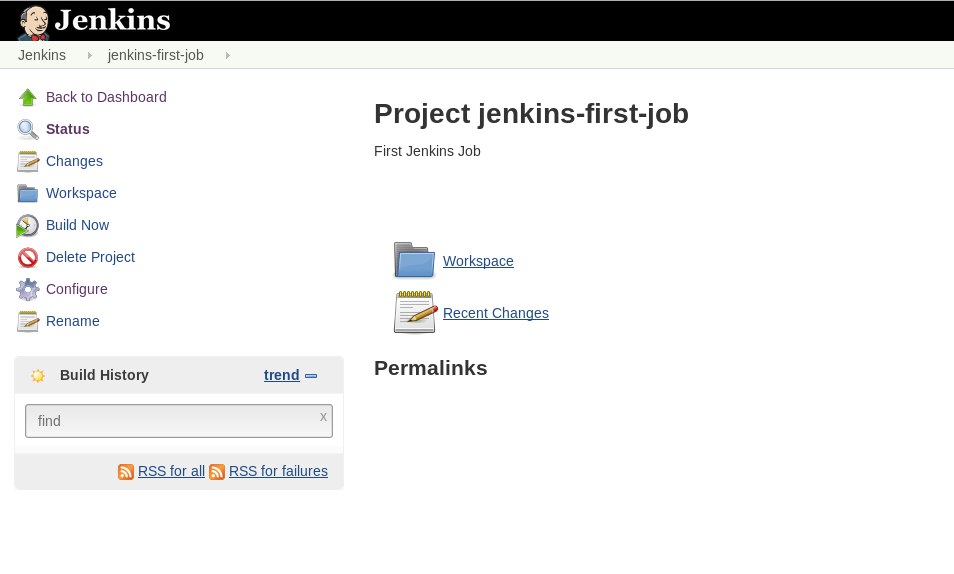 Jenkins
Jenkins jenkins-first-job
Back to Dashboard
Status
Changes
Workspace
Build Now
Delete Project
Configure
Rename
Build History trend
find x
RSS for all RSS for failures
Project jenkins-first-job
First Jenkins Job
Workspace
Recent Changes
Permalinks